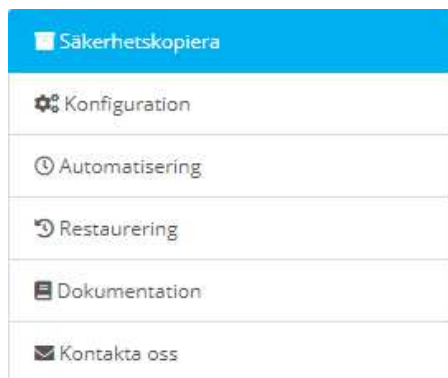 Säkerhetskopiera
Konfiguration
Automatisering
Restaurering
Dokumentation
Kontakta oss